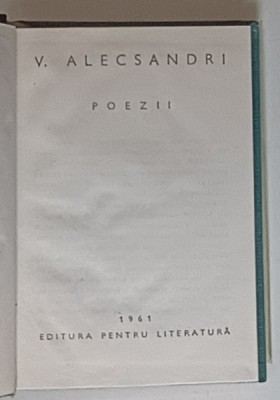 V. ALECSANDRI
POEZII
1961
EDITURA PENTRU LITERATURĂ